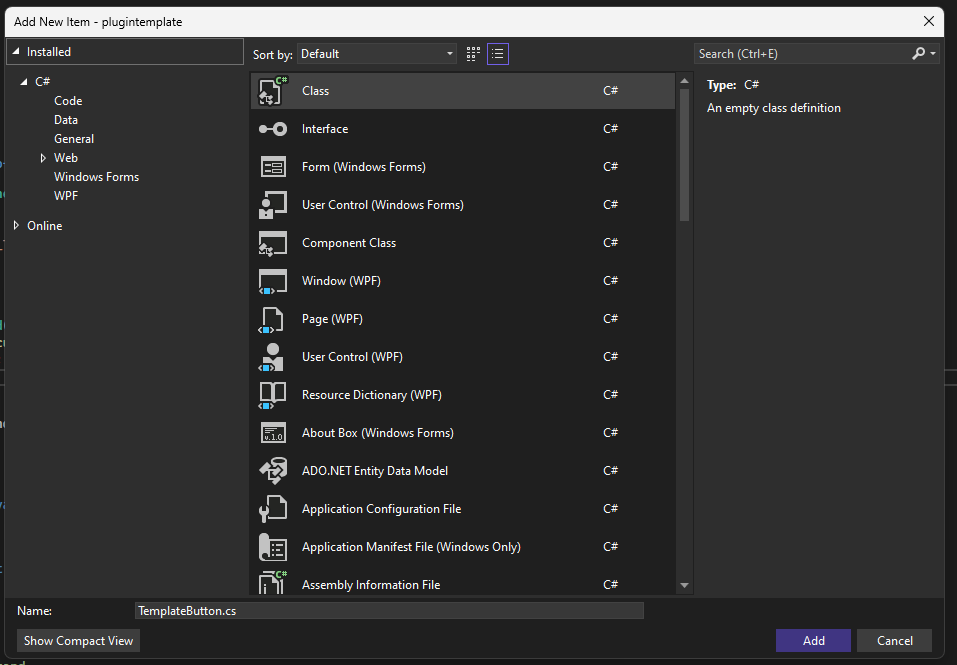 Add New Item - plugintemplate
Installed
Sort by: Default
Search (Ctrl+E)
C#
Code
Data
General
Web
Windows Forms
WPF
Online
Class C#
Interface C#
Form (Windows Forms) C#
User Control (Windows Forms) C#
Component Class C#
Window (WPF) C#
Page (WPF) C#
User Control (WPF) C#
Resource Dictionary (WPF) C#
About Box (Windows Forms) C#
ADO.NET Entity Data Model C#
Application Configuration File C#
Application Manifest File (Windows Only) C#
Assembly Information File C#
Type: C#
An empty class definition
Name: TemplateButton.cs
Show Compact View
Add
Cancel